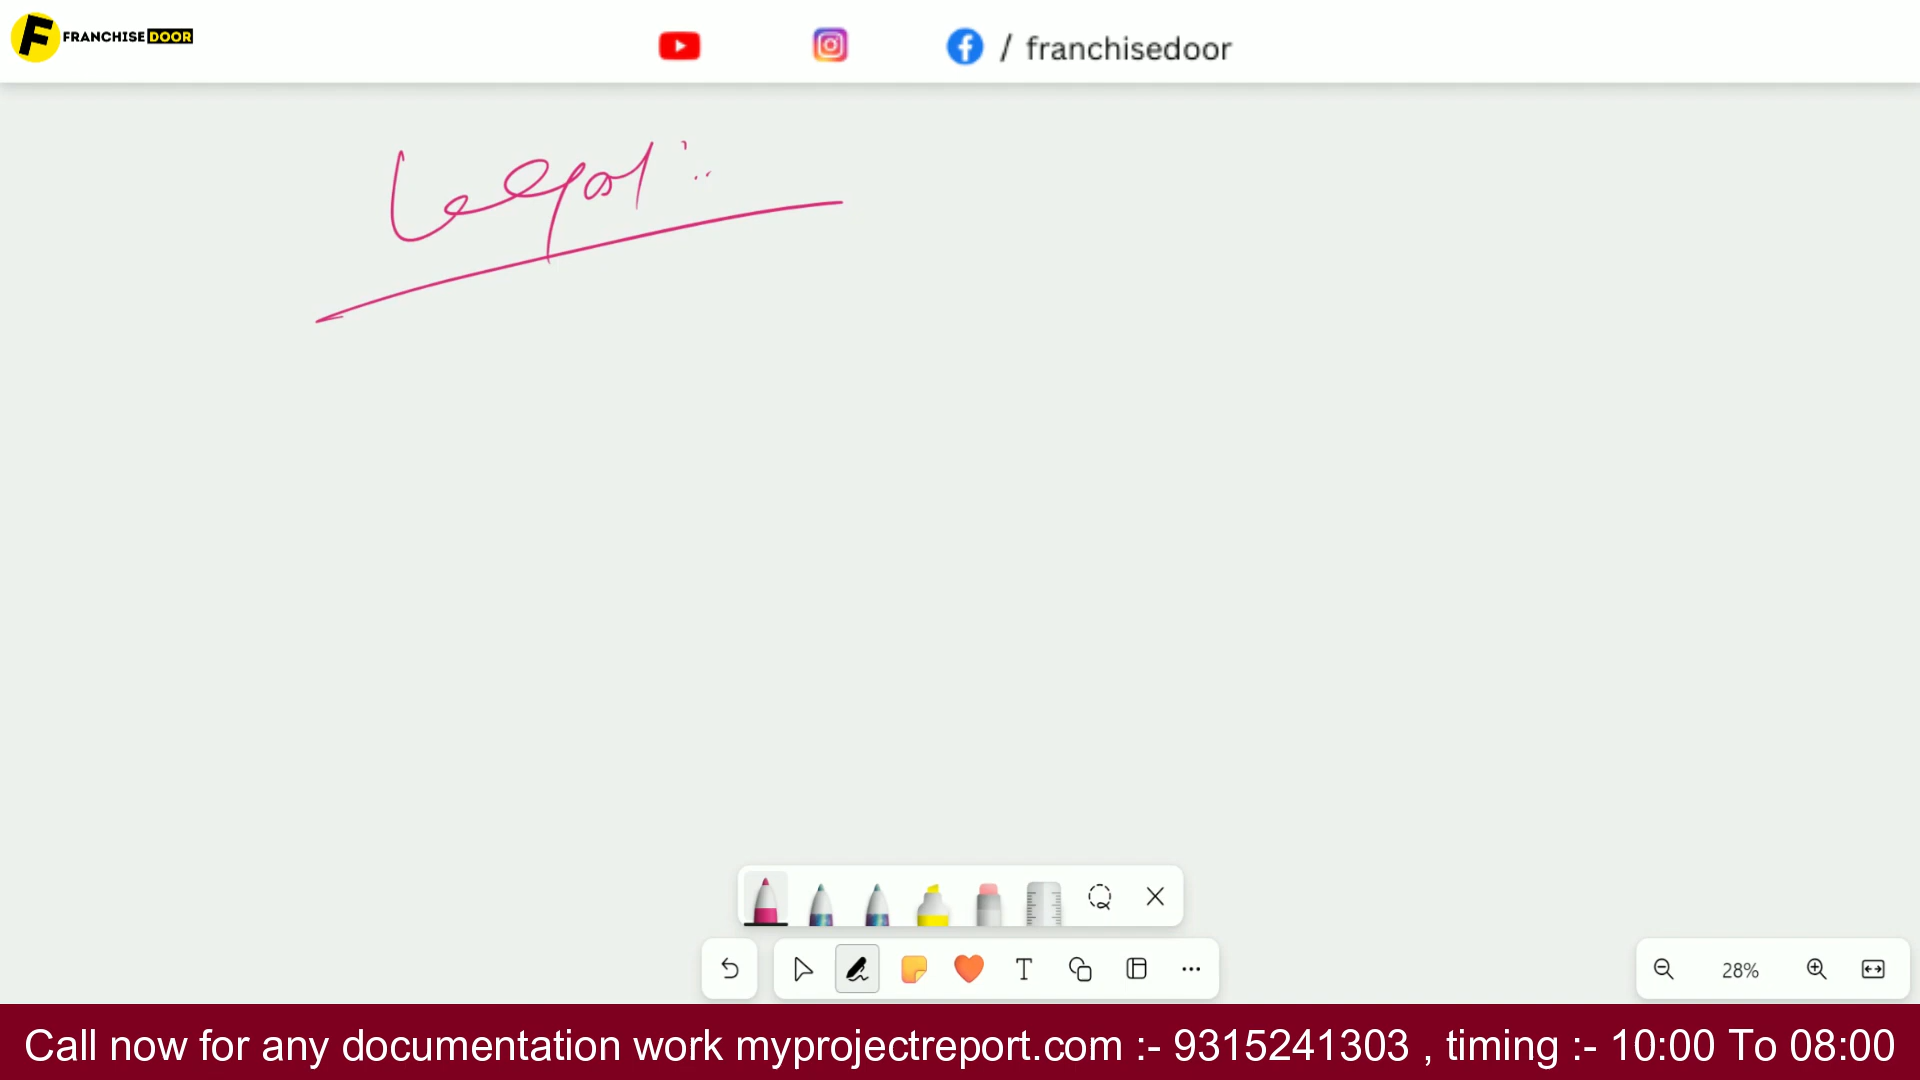 FRANCHISE DOOR
/ franchisedoor
Legal :-
28%
Call now for any documentation work myprojectreport.com :- 9315241303 , timing :- 10:00 To 08:00